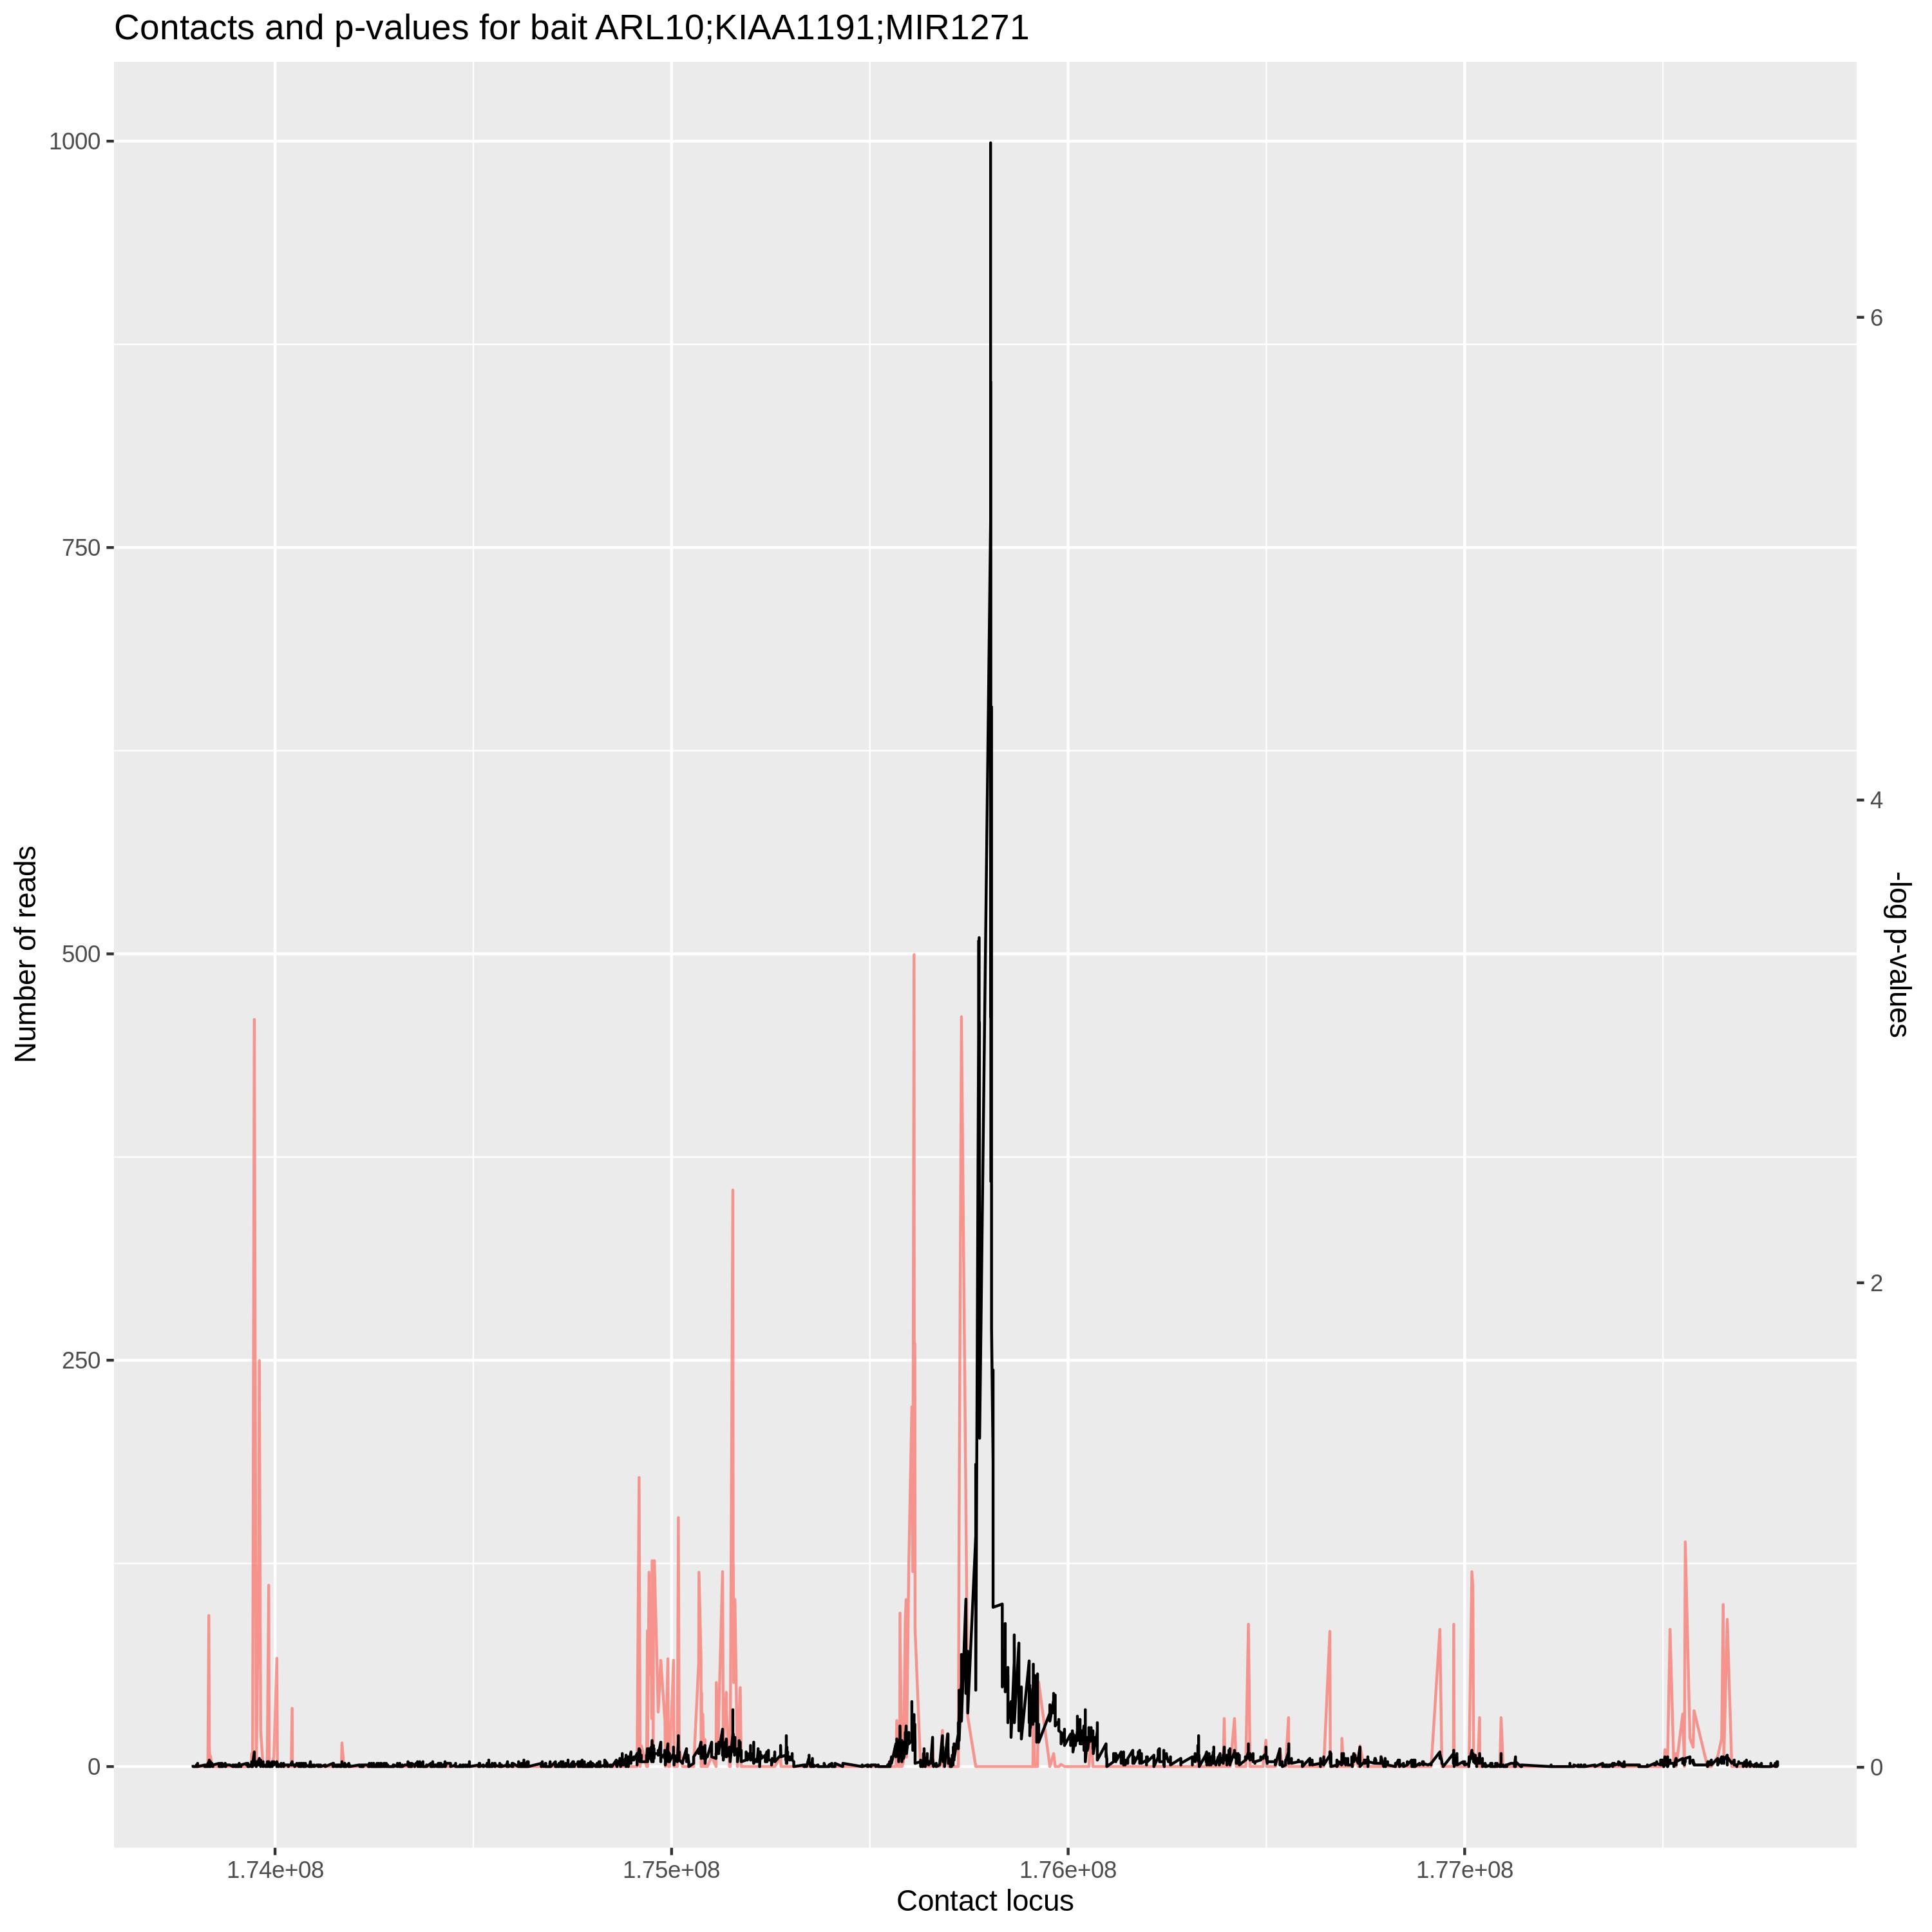 Contacts and p-values for bait ARL10;KIAA1191;MIR1271
1000
750
500
250
0
Number of reads
6
4
2
0
-log p-values
1.74e+08
1.75e+08
1.76e+08
1.77e+08
Contact locus